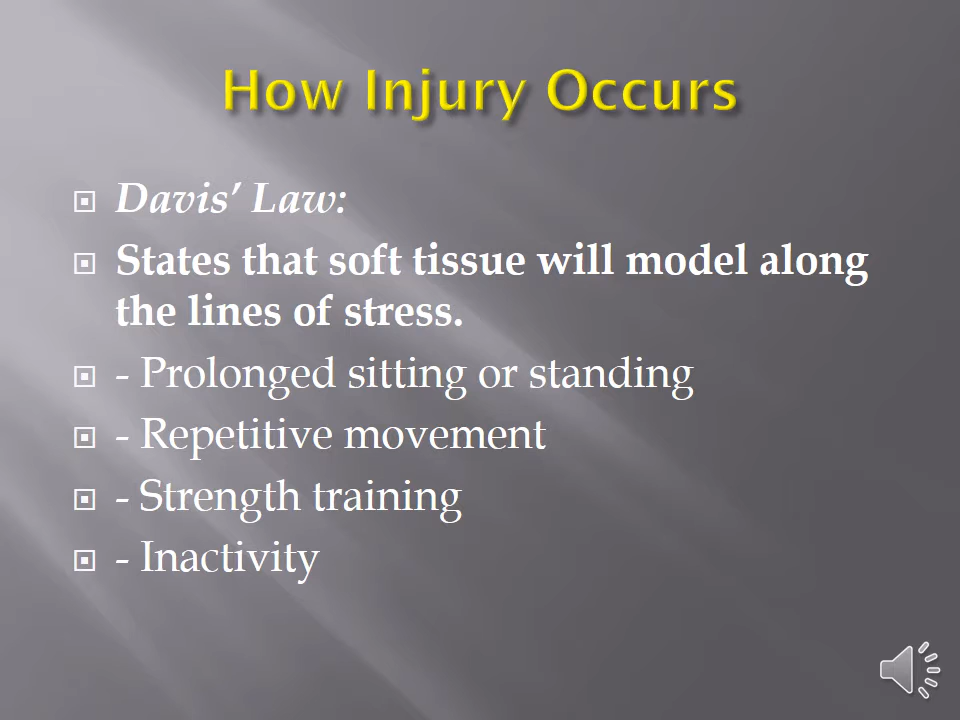 How Injury Occurs
Davis’ Law:
States that soft tissue will model along
the lines of stress.
- Prolonged sitting or standing
- Repetitive movement
- Strength training
- Inactivity